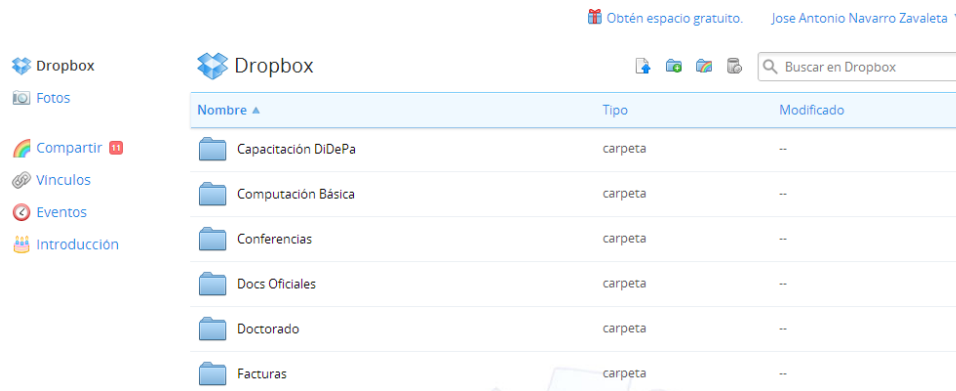 Obtén espacio gratuito. Jose Antonio Navarro Zavaleta
Dropbox
Fotos
Compartir 11
Vínculos
Eventos
Introducción
Dropbox
Buscar en Dropbox
Nombre Tipo Modificado
Capacitación DiDePa carpeta --
Computación Básica carpeta --
Conferencias carpeta --
Docs Oficiales carpeta --
Doctorado carpeta --
Facturas carpeta --